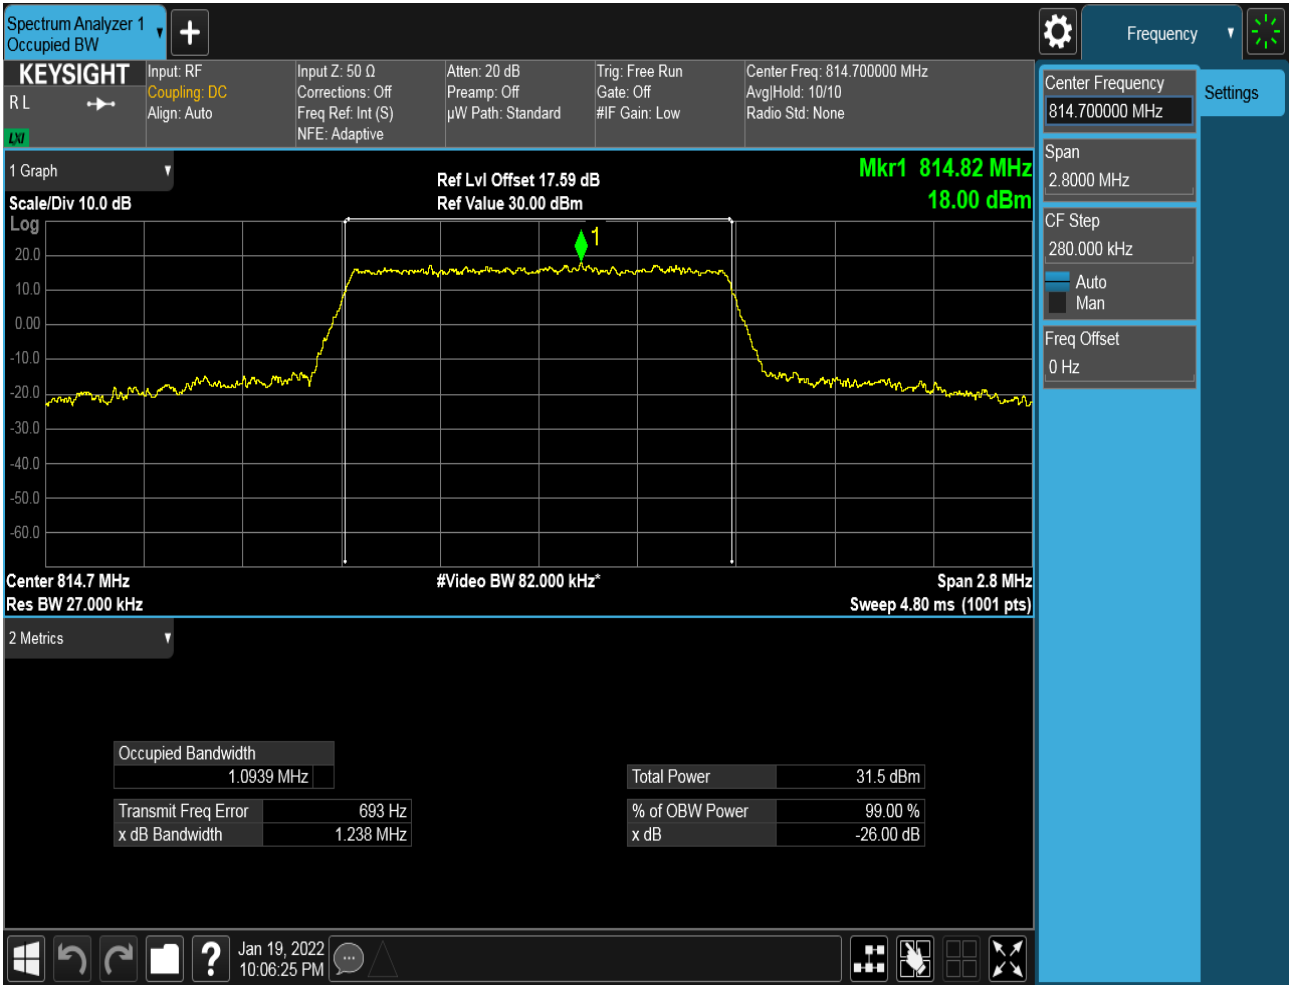 Spectrum Analyzer 1
Occupied BW
Frequency
KEYSIGHT
R L
LXI
Input: RF
Coupling: DC
Align: Auto
Input Z: 50 Ω
Corrections: Off
Freq Ref: Int (S)
NFE: Adaptive
Atten: 20 dB
Preamp: Off
µW Path: Standard
Trig: Free Run
Gate: Off
#IF Gain: Low
Center Freq: 814.700000 MHz
Avg|Hold: 10/10
Radio Std: None
Center Frequency
814.700000 MHz
Settings
Span
2.8000 MHz
CF Step
280.000 kHz
Auto
Man
Freq Offset
0 Hz
1 Graph
Scale/Div 10.0 dB
Log
Ref Lvl Offset 17.59 dB
Ref Value 30.00 dBm
Mkr1 814.82 MHz
18.00 dBm
1
20.0
10.0
0.00
-10.0
-20.0
-30.0
-40.0
-50.0
-60.0
Center 814.7 MHz
Res BW 27.000 kHz
#Video BW 82.000 kHz*
Span 2.8 MHz
Sweep 4.80 ms (1001 pts)
2 Metrics
Occupied Bandwidth
1.0939 MHz
Transmit Freq Error 693 Hz
x dB Bandwidth 1.238 MHz
Total Power 31.5 dBm
% of OBW Power 99.00 %
x dB -26.00 dB
?
Jan 19, 2022
10:06:25 PM